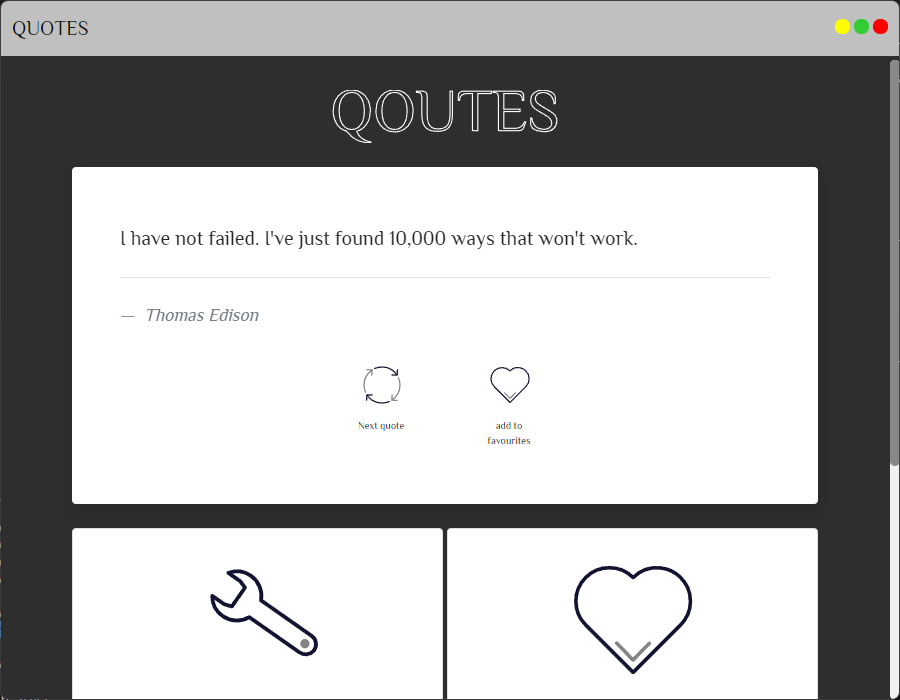 QUOTES
QOUTES
I have not failed. I've just found 10,000 ways that won't work.
— Thomas Edison
Next quote
add to
favourites